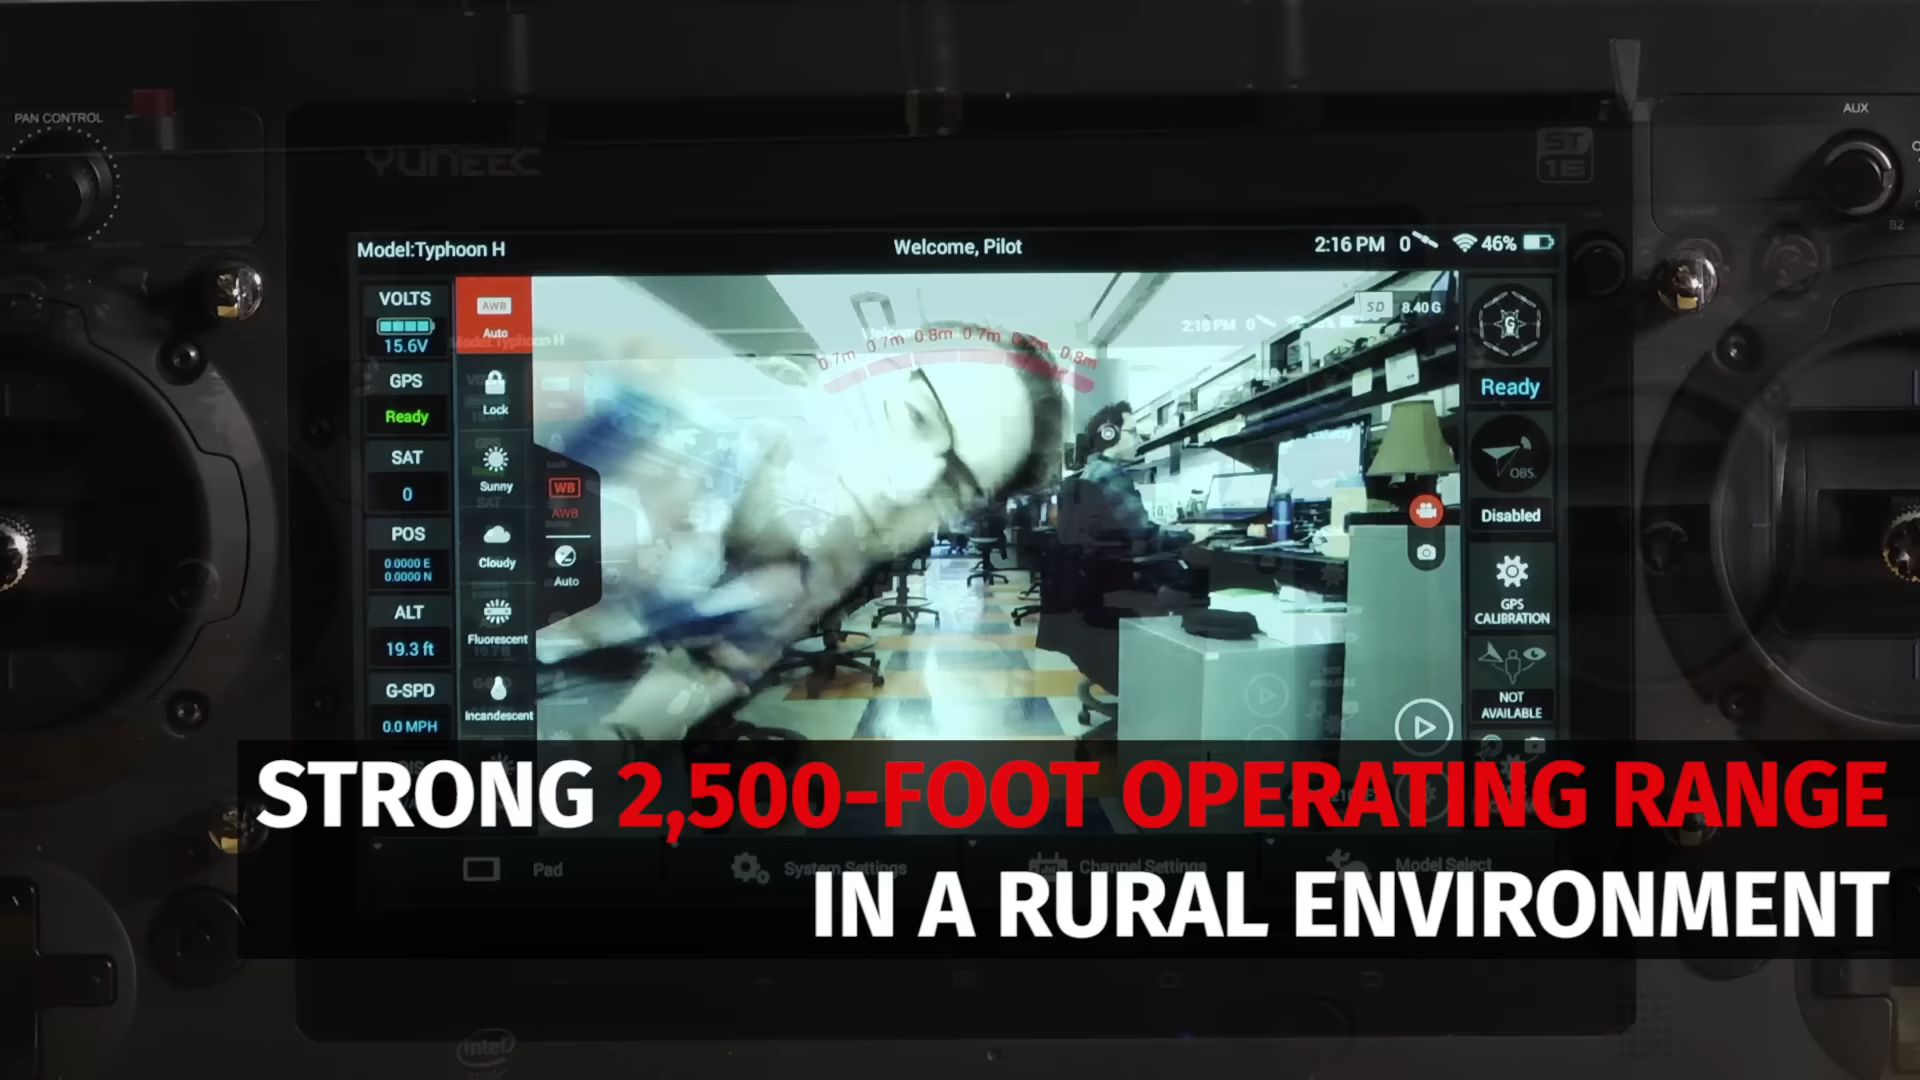 PAN CONTROL
AUX
B2
YUNEEC
ST
16
Model:Typhoon H
Welcome, Pilot
2:16 PM
0
46%
VOLTS
15.6V
GPS
Ready
SAT
0
POS
0.0000 E
0.0000 N
ALT
19.3 ft
G-SPD
0.0 MPH
AWB
Auto
Lock
Sunny
Cloudy
Fluorescent
Incandescent
WB
AWB
Auto
0.7m 0.7m 0.8m 0.7m 0.8m
SD 8.40 G
G
Ready
OBS.
Disabled
GPS
CALIBRATION
NOT
AVAILABLE
STRONG 2,500-FOOT OPERATING RANGE
IN A RURAL ENVIRONMENT
Pad
System Settings
Channel Settings
Model Select
intel